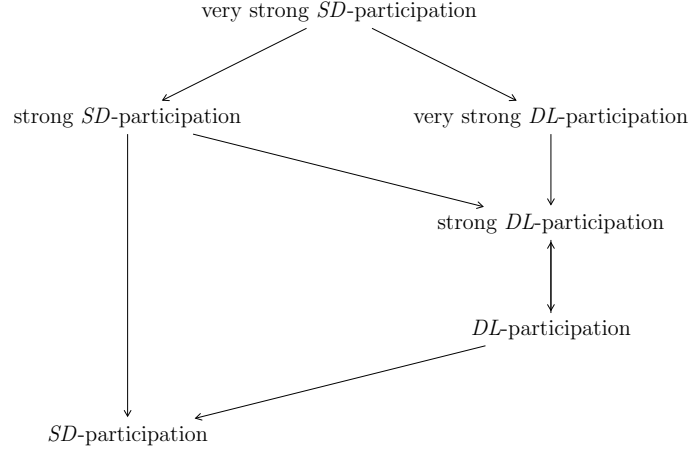 very strong SD-participation
strong SD-participation
very strong DL-participation
strong DL-participation
DL-participation
SD-participation